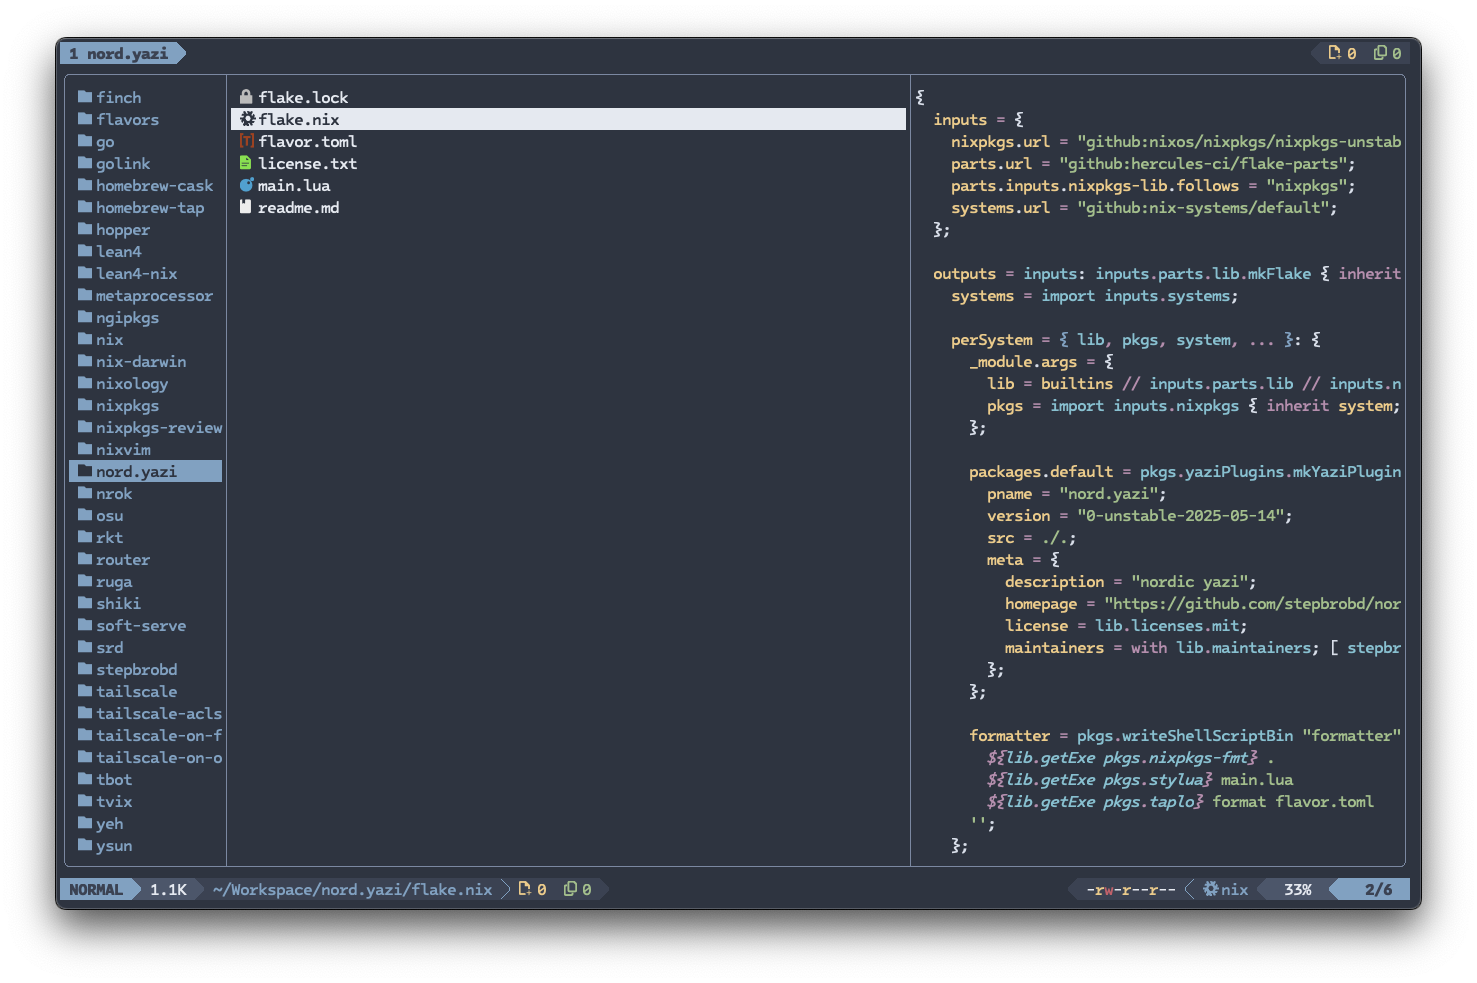 1 nord.yazi
0 0
finch
flavors
go
golink
homebrew-cask
homebrew-tap
hopper
lean4
lean4-nix
metaprocessor
ngipkgs
nix
nix-darwin
nixology
nixpkgs
nixpkgs-review
nixvim
nord.yazi
nrok
osu
rkt
router
ruga
shiki
soft-serve
srd
stepbrobd
tailscale
tailscale-acls
tailscale-on-f
tailscale-on-o
tbot
tvix
yeh
ysun
flake.lock
flake.nix
flavor.toml
license.txt
main.lua
readme.md
{
  inputs = {
    nixpkgs.url = "github:nixos/nixpkgs/nixpkgs-unstab
    parts.url = "github:hercules-ci/flake-parts";
    parts.inputs.nixpkgs-lib.follows = "nixpkgs";
    systems.url = "github:nix-systems/default";
  };
  outputs = inputs: inputs.parts.lib.mkFlake { inherit
    systems = import inputs.systems;
    perSystem = { lib, pkgs, system, ... }: {
      _module.args = {
        lib = builtins // inputs.parts.lib // inputs.n
        pkgs = import inputs.nixpkgs { inherit system;
      };
      packages.default = pkgs.yaziPlugins.mkYaziPlugin
        pname = "nord.yazi";
        version = "0-unstable-2025-05-14";
        src = ./.;
        meta = {
          description = "nordic yazi";
          homepage = "https://github.com/stepbrobd/nor
          license = lib.licenses.mit;
          maintainers = with lib.maintainers; [ stepbr
        };
      };
      formatter = pkgs.writeShellScriptBin "formatter"
        ${lib.getExe pkgs.nixpkgs-fmt} .
        ${lib.getExe pkgs.stylua} main.lua
        ${lib.getExe pkgs.taplo} format flavor.toml
      '';
    };
NORMAL 1.1K ~/Workspace/nord.yazi/flake.nix 0 0 -rw-r--r-- nix 33% 2/6